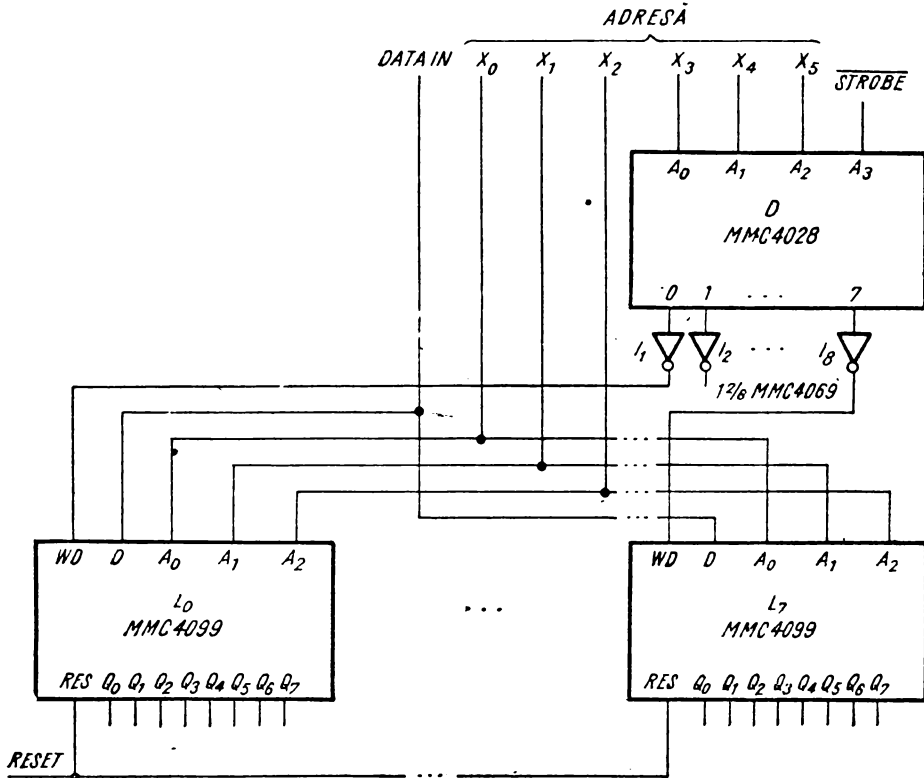 ADRESĂ
DATA IN X₀ X₁ X₂ X₃ X₄ X₅ STROBE
A₀ A₁ A₂ A₃
D
MMC4028
0 1 ... 7
I₁ I₂ ... I₈
1 2/6 MMC4069
... 
...
...
...
WD D A₀ A₁ A₂ WD D A₀ A₁ A₂
L₀ ... L₇
MMC4099 MMC4099
RES Q₀ Q₁ Q₂ Q₃ Q₄ Q₅ Q₆ Q₇ RES Q₀ Q₁ Q₂ Q₃ Q₄ Q₅ Q₆ Q₇
RESET ...